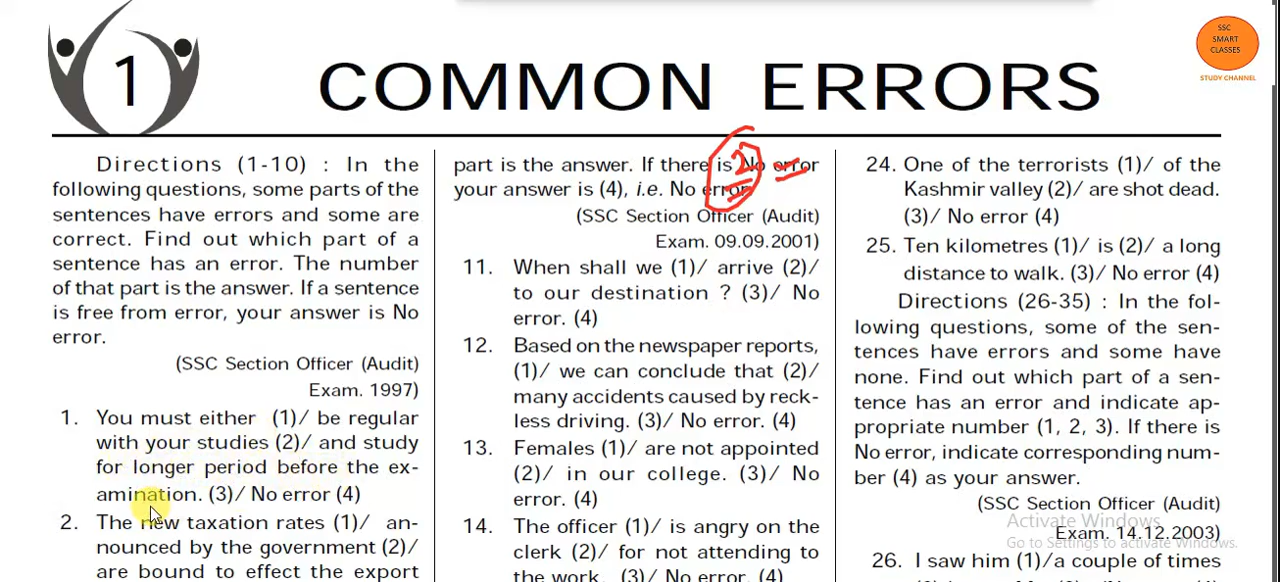 SSC
SMART
CLASSES
STUDY CHANNEL
1
COMMON ERRORS
Directions (1-10) : In the
following questions, some parts of the
sentences have errors and some are
correct. Find out which part of a
sentence has an error. The number
of that part is the answer. If a sentence
is free from error, your answer is No
error.
(SSC Section Officer (Audit)
Exam. 1997)
1. You must either (1)/ be regular
with your studies (2)/ and study
for longer period before the ex-
amination. (3)/ No error (4)
2. The new taxation rates (1)/ an-
nounced by the government (2)/
are bound to effect the export
part is the answer. If there is No error
your answer is (4), i.e. No error.
2
(SSC Section Officer (Audit)
Exam. 09.09.2001)
11. When shall we (1)/ arrive (2)/
to our destination ? (3)/ No
error. (4)
12. Based on the newspaper reports,
(1)/ we can conclude that (2)/
many accidents caused by reck-
less driving. (3)/ No error. (4)
13. Females (1)/ are not appointed
(2)/ in our college. (3)/ No
error. (4)
14. The officer (1)/ is angry on the
clerk (2)/ for not attending to
the work. (3)/ No error. (4)
24. One of the terrorists (1)/ of the
Kashmir valley (2)/ are shot dead.
(3)/ No error (4)
25. Ten kilometres (1)/ is (2)/ a long
distance to walk. (3)/ No error (4)
Directions (26-35) : In the fol-
lowing questions, some of the sen-
tences have errors and some have
none. Find out which part of a sen-
tence has an error and indicate ap-
propriate number (1, 2, 3). If there is
No error, indicate corresponding num-
ber (4) as your answer.
(SSC Section Officer (Audit)
Exam. 14.12.2003)
26. I saw him (1)/a couple of times
Activate Windows
Go to Settings to activate Windows.